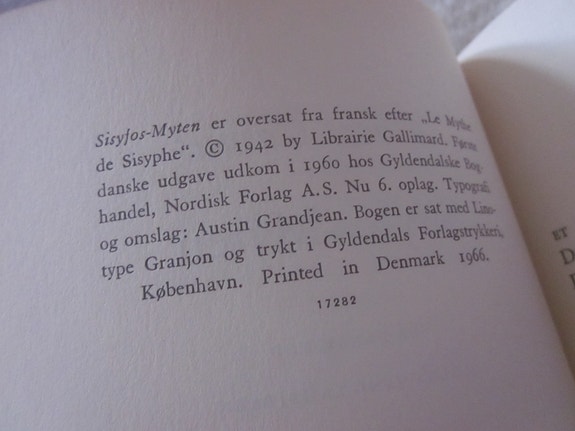 Sisyfos-Myten er oversat fra fransk efter „Le Mythe
de Sisyphe“. © 1942 by Librairie Gallimard. Første
danske udgave udkom i 1960 hos Gyldendalske Bog-
handel, Nordisk Forlag A.S. Nu 6. oplag. Typografi
og omslag: Austin Grandjean. Bogen er sat med Lino-
type Granjon og trykt i Gyldendals Forlagstrykkeri,
København. Printed in Denmark 1966.
17282
ET
D